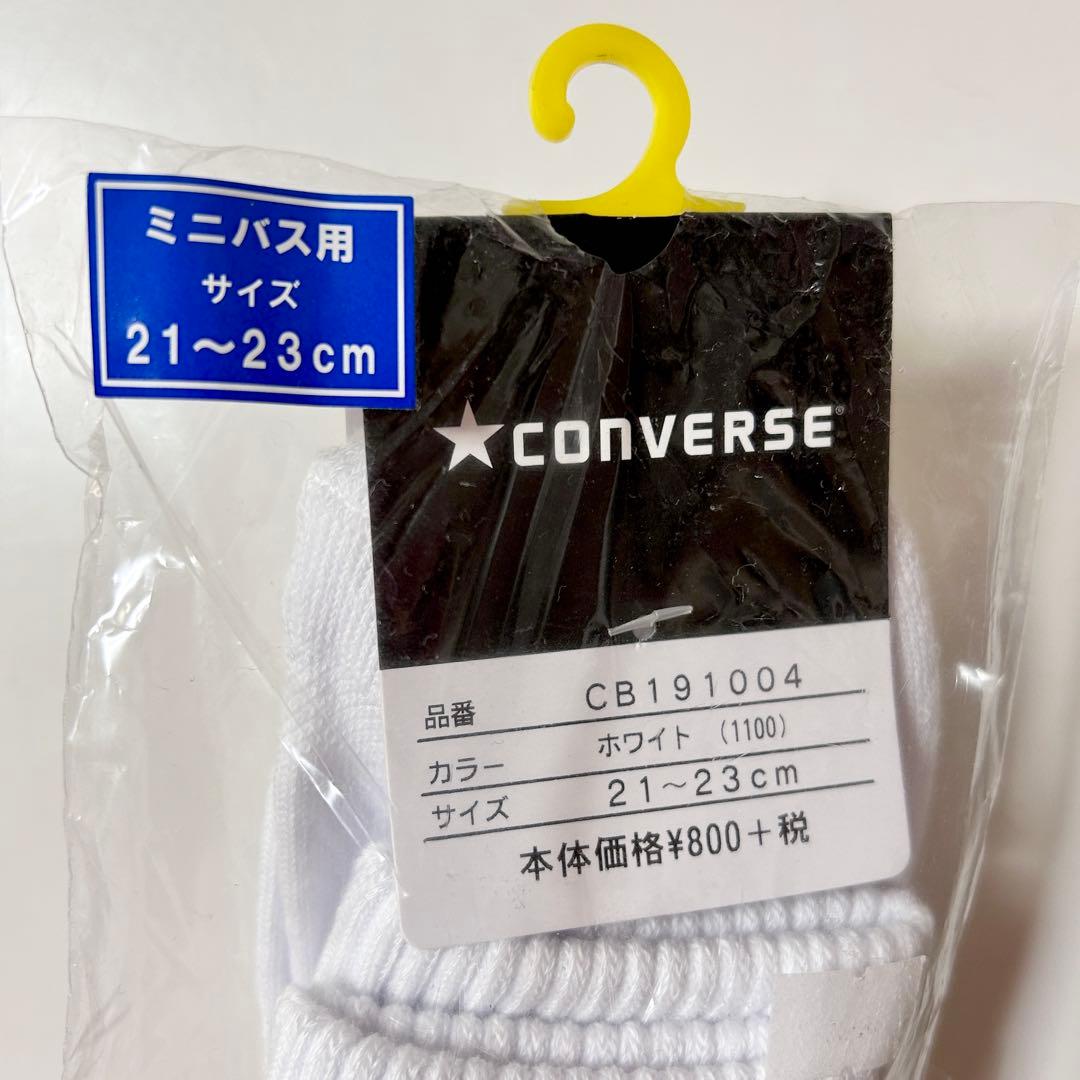 ミニバス用
サイズ
21～23cm
★CONVERSE®
品番 CB191004
カラー ホワイト (1100)
サイズ 21～23cm
本体価格¥800＋税